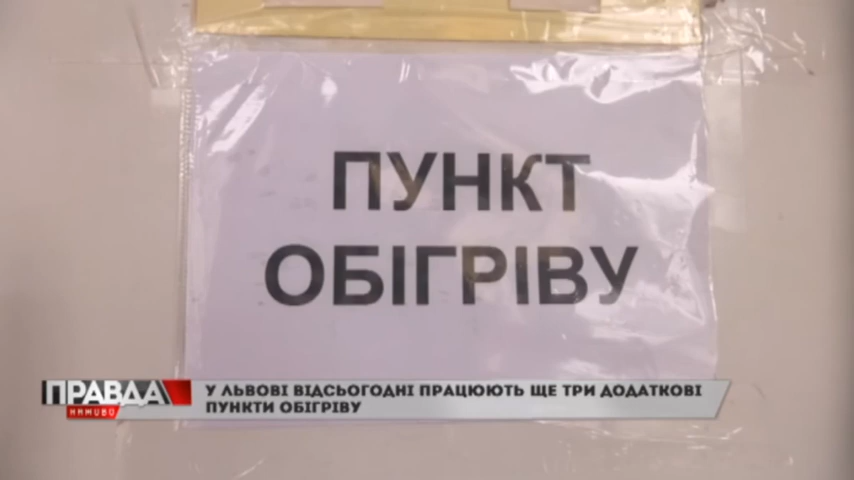 ПУНКТ
ОБІГРІВУ
ПРАВДА
НАЖИВО
У ЛЬВОВІ ВІДСЬОГОДНІ ПРАЦЮЮТЬ ЩЕ ТРИ ДОДАТКОВІ
ПУНКТИ ОБІГРІВУ